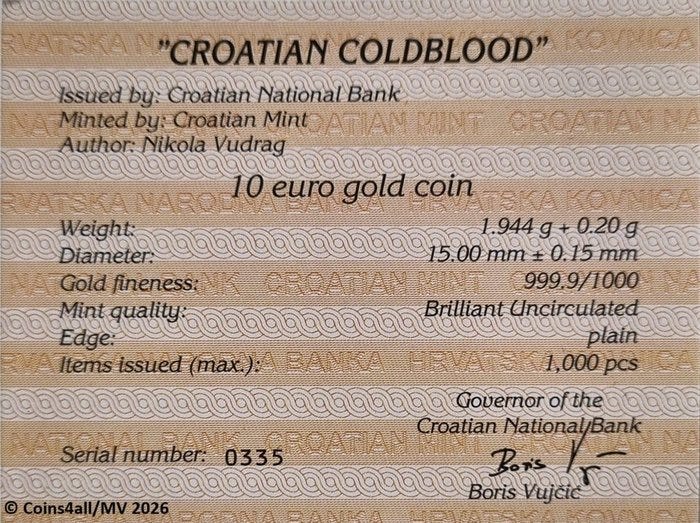 "CROATIAN COLDBLOOD"
Issued by: Croatian National Bank
Minted by: Croatian Mint
Author: Nikola Vudrag
10 euro gold coin
Weight: 1.944 g + 0.20 g
Diameter: 15.00 mm ± 0.15 mm
Gold fineness: 999.9/1000
Mint quality: Brilliant Uncirculated
Edge: plain
Items issued (max.): 1,000 pcs
Governor of the
Croatian National Bank
Serial number: 0335
Boris Vujčić
© Coins4all/MV 2026